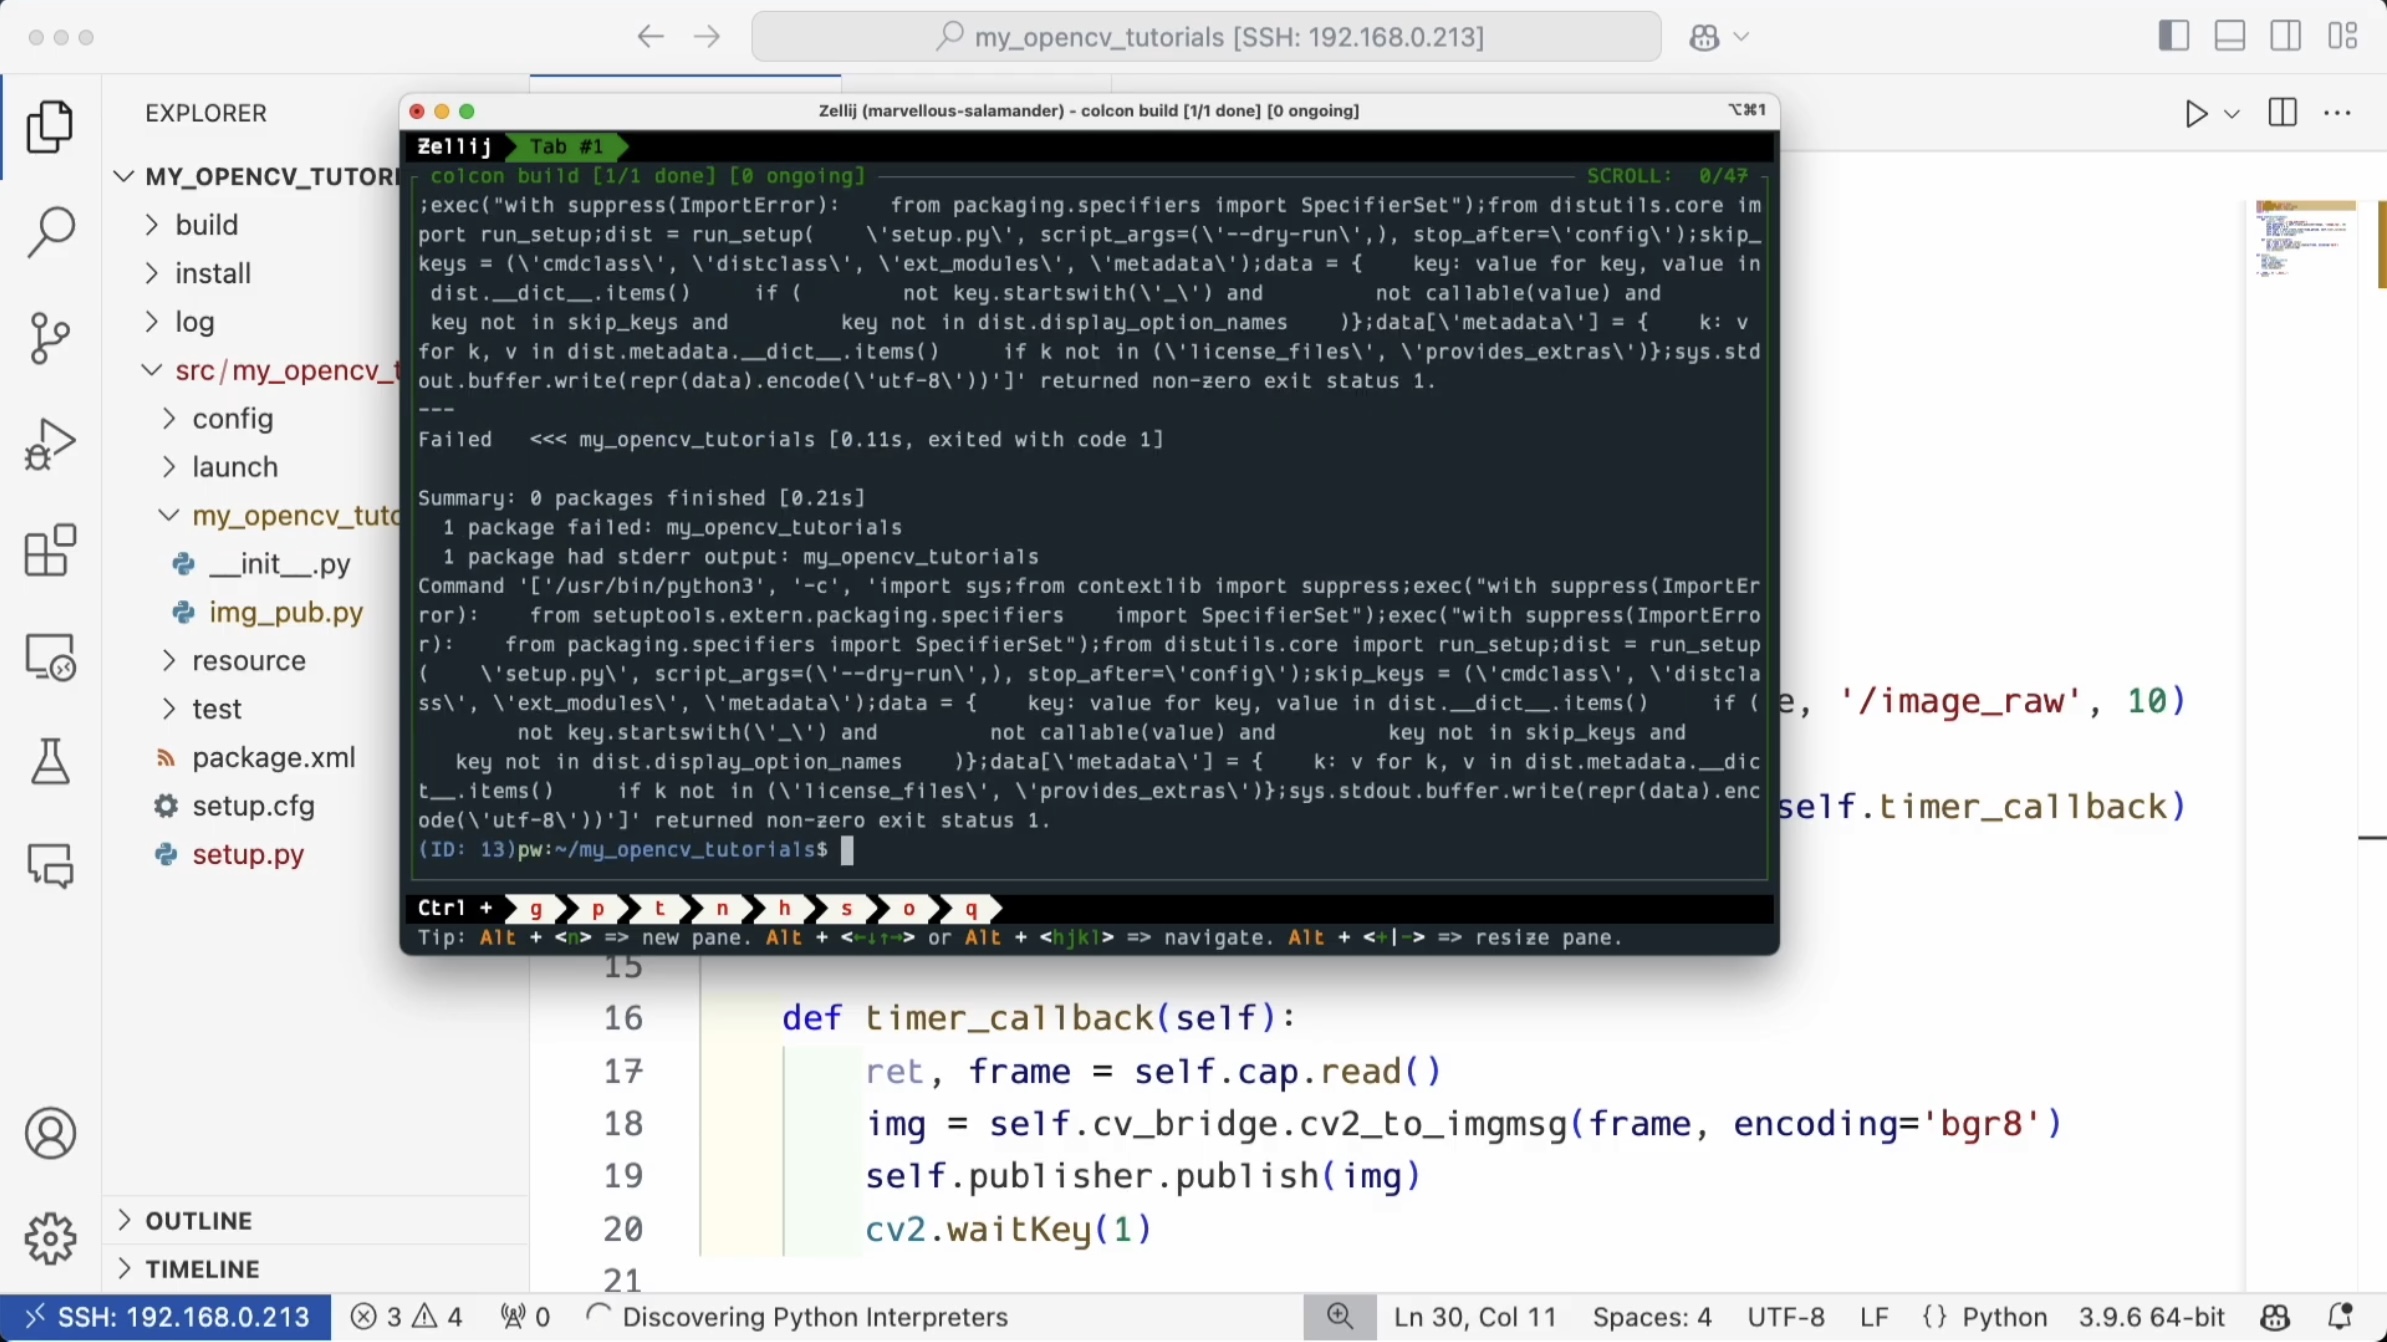 my_opencv_tutorials [SSH: 192.168.0.213]
EXPLORER
MY_OPENCV_TUTORI
build
install
log
src/my_opencv_t
config
launch
my_opencv_tuto
__init__.py
img_pub.py
resource
test
package.xml
setup.cfg
setup.py
OUTLINE
TIMELINE
Zellij (marvellous-salamander) - colcon build [1/1 done] [0 ongoing]
⌥⌘1
Zellij Tab #1
colcon build [1/1 done] [0 ongoing] SCROLL: 0/47
;exec("with suppress(ImportError):    from packaging.specifiers import SpecifierSet");from distutils.core im
port run_setup;dist = run_setup(    \'setup.py\', script_args=(\'--dry-run\',), stop_after=\'config\');skip_
keys = (\'cmdclass\', \'distclass\', \'ext_modules\', \'metadata\');data = {    key: value for key, value in
dist.__dict__.items()     if (        not key.startswith(\'_\') and         not callable(value) and
key not in skip_keys and         key not in dist.display_option_names    )};data[\'metadata\'] = {    k: v
for k, v in dist.metadata.__dict__.items()     if k not in (\'license_files\', \'provides_extras\')};sys.std
out.buffer.write(repr(data).encode(\'utf-8\'))']' returned non-zero exit status 1.
---
Failed   <<< my_opencv_tutorials [0.11s, exited with code 1]
Summary: 0 packages finished [0.21s]
1 package failed: my_opencv_tutorials
1 package had stderr output: my_opencv_tutorials
Command '['/usr/bin/python3', '-c', 'import sys;from contextlib import suppress;exec("with suppress(ImportEr
ror):    from setuptools.extern.packaging.specifiers    import SpecifierSet");exec("with suppress(ImportErro
r):    from packaging.specifiers import SpecifierSet");from distutils.core import run_setup;dist = run_setup
(    \'setup.py\', script_args=(\'--dry-run\',), stop_after=\'config\');skip_keys = (\'cmdclass\', \'distcla
ss\', \'ext_modules\', \'metadata\');data = {    key: value for key, value in dist.__dict__.items()     if (
not key.startswith(\'_\') and         not callable(value) and         key not in skip_keys and
key not in dist.display_option_names    )};data[\'metadata\'] = {    k: v for k, v in dist.metadata.__dic
t__.items()     if k not in (\'license_files\', \'provides_extras\')};sys.stdout.buffer.write(repr(data).enc
ode(\'utf-8\'))']' returned non-zero exit status 1.
(ID: 13)pw:~/my_opencv_tutorials$
Ctrl + g p t n h s o q
Tip: Alt + <n> => new pane. Alt + <←↓↑→> or Alt + <hjkl> => navigate. Alt + <+|-> => resize pane.
e, '/image_raw', 10)
self.timer_callback)
15
16 def timer_callback(self):
17 ret, frame = self.cap.read()
18 img = self.cv_bridge.cv2_to_imgmsg(frame, encoding='bgr8')
19 self.publisher.publish(img)
20 cv2.waitKey(1)
21
SSH: 192.168.0.213 3 4 0 Discovering Python Interpreters Ln 30, Col 11 Spaces: 4 UTF-8 LF {} Python 3.9.6 64-bit